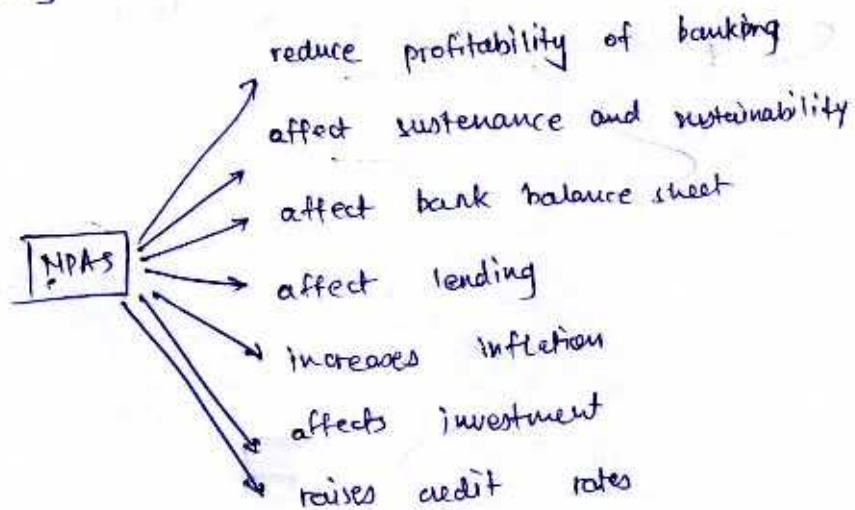 reduce profitability of banking
affect sustenance and sustainability
affect bank balance sheet
NPAs
affect lending
increases inflation
affects investment
raises credit rates